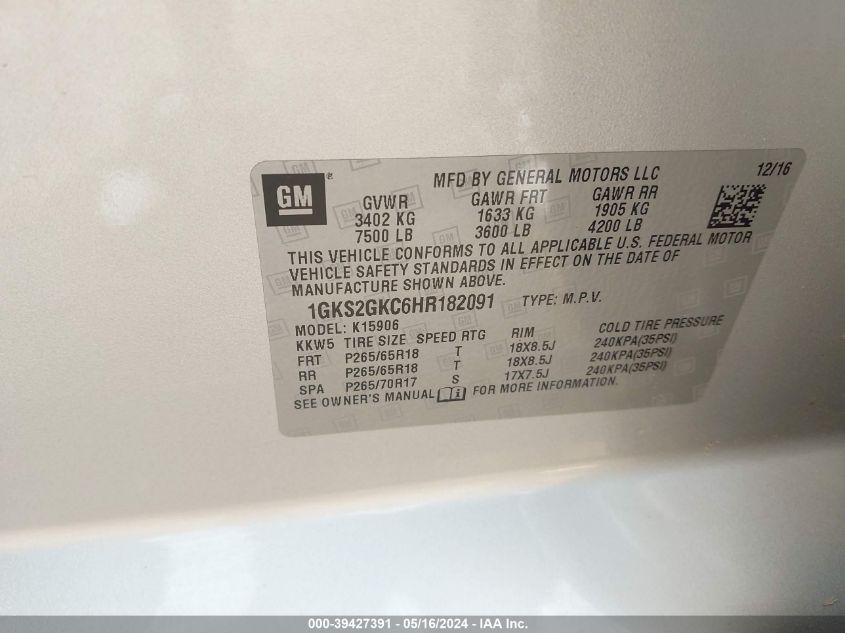 GM®
MFD BY GENERAL MOTORS LLC 12/16
GVWR GAWR FRT GAWR RR
3402 KG 1633 KG 1905 KG
7500 LB 3600 LB 4200 LB
THIS VEHICLE CONFORMS TO ALL APPLICABLE U.S. FEDERAL MOTOR
VEHICLE SAFETY STANDARDS IN EFFECT ON THE DATE OF
MANUFACTURE SHOWN ABOVE.
1GKS2GKC6HR182091 TYPE: M.P.V.
MODEL: K15906
KKW5 TIRE SIZE SPEED RTG RIM COLD TIRE PRESSURE
FRT P265/65R18 T 18X8.5J 240KPA(35PSI)
RR P265/65R18 T 18X8.5J 240KPA(35PSI)
SPA P265/70R17 S 17X7.5J 240KPA(35PSI)
SEE OWNER'S MANUAL FOR MORE INFORMATION.
000-39427391 - 05/16/2024 - IAA Inc.